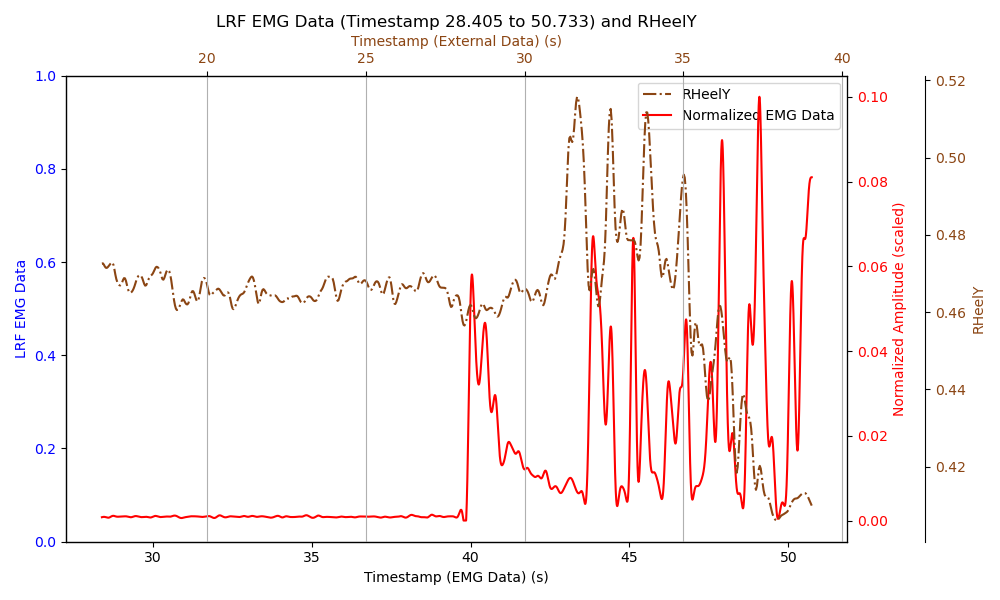 LRF EMG Data (Timestamp 28.405 to 50.733) and RHeelY
Timestamp (External Data) (s)
20 25 30 35 40
1.0
0.8
0.6
0.4
0.2
0.0
LRF EMG Data
RHeelY
Normalized EMG Data
0.10
0.08
0.06
0.04
0.02
0.00
Normalized Amplitude (scaled)
0.52
0.50
0.48
0.46
0.44
0.42
RHeelY
30 35 40 45 50
Timestamp (EMG Data) (s)